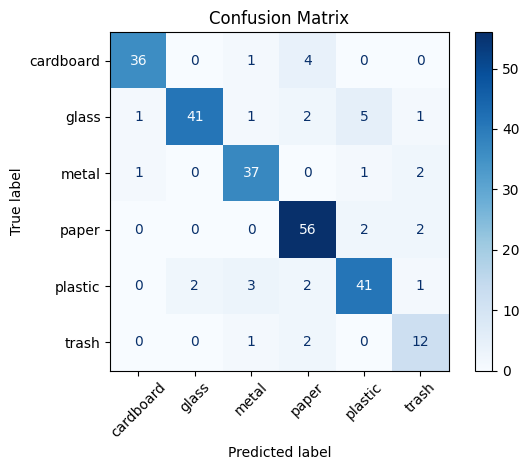 Confusion Matrix
True label
cardboard 36 0 1 4 0 0
glass 1 41 1 2 5 1
metal 1 0 37 0 1 2
paper 0 0 0 56 2 2
plastic 0 2 3 2 41 1
trash 0 0 1 2 0 12
cardboard glass metal paper plastic trash
Predicted label
50
40
30
20
10
0